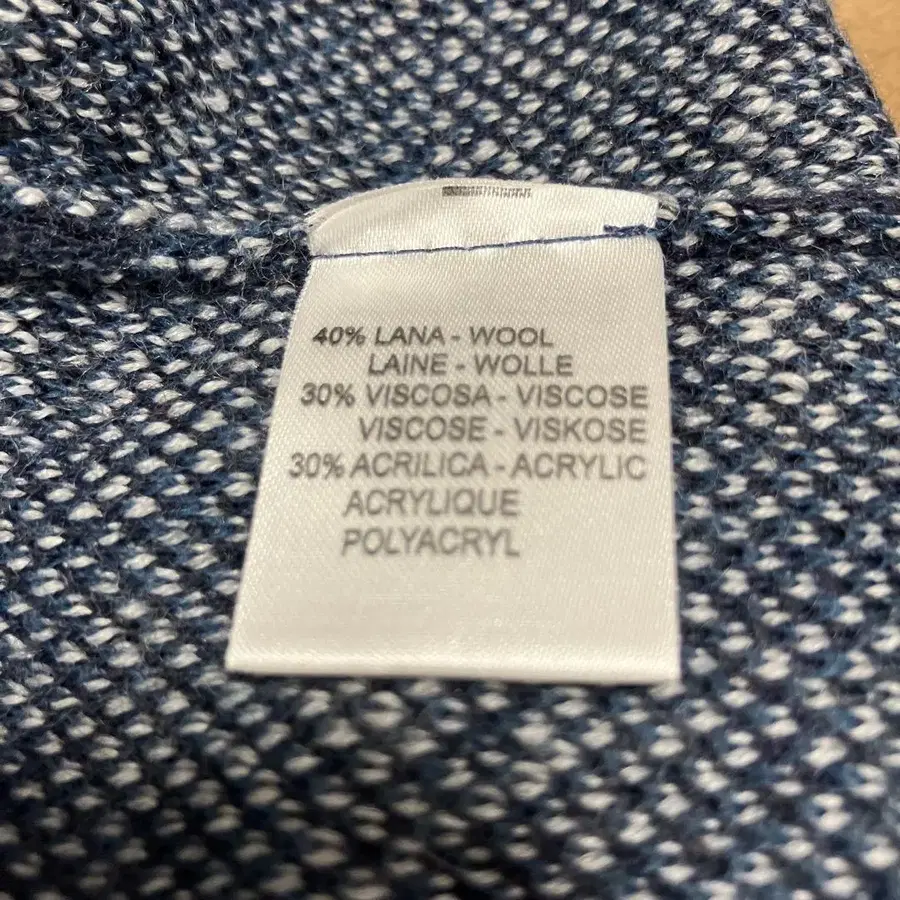 40% LANA - WOOL
LAINE - WOLLE
30% VISCOSA - VISCOSE
VISCOSE - VISKOSE
30% ACRILICA - ACRYLIC
ACRYLIQUE
POLYACRYL